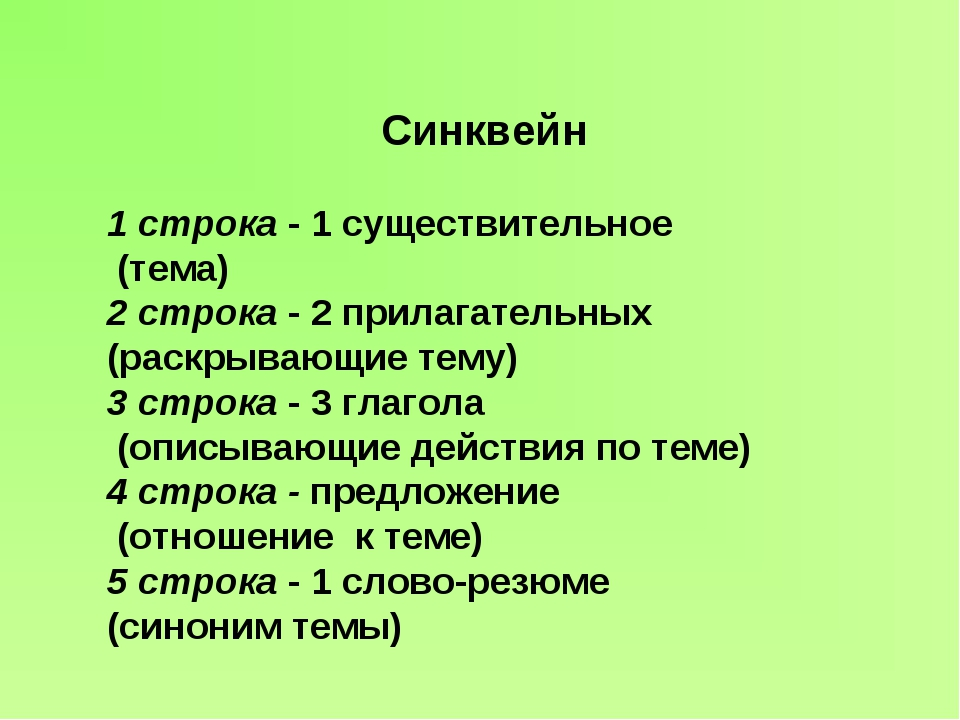 Синквейн
1 строка - 1 существительное
(тема)
2 строка - 2 прилагательных
(раскрывающие тему)
3 строка - 3 глагола
(описывающие действия по теме)
4 строка - предложение
(отношение  к теме)
5 строка - 1 слово-резюме
(синоним темы)